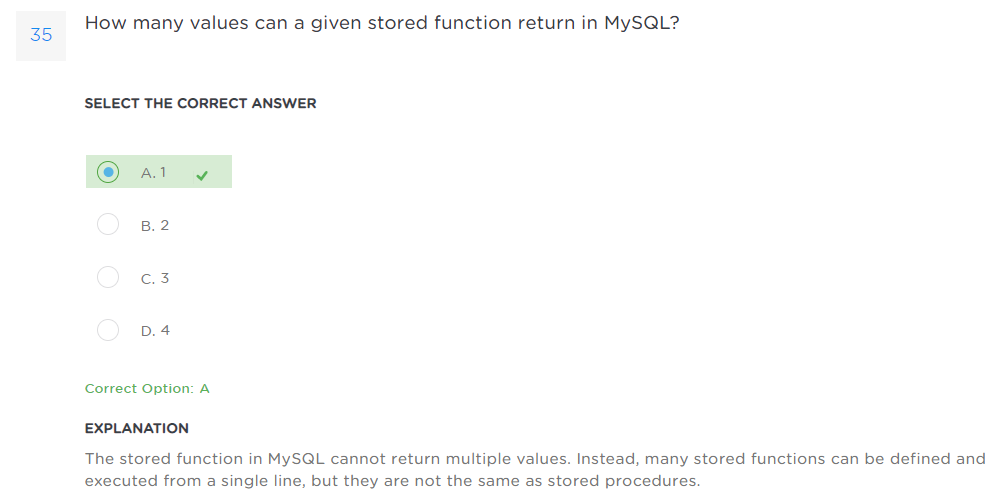 35
How many values can a given stored function return in MySQL?
SELECT THE CORRECT ANSWER
A. 1
B. 2
C. 3
D. 4
Correct Option: A
EXPLANATION
The stored function in MySQL cannot return multiple values. Instead, many stored functions can be defined and
executed from a single line, but they are not the same as stored procedures.